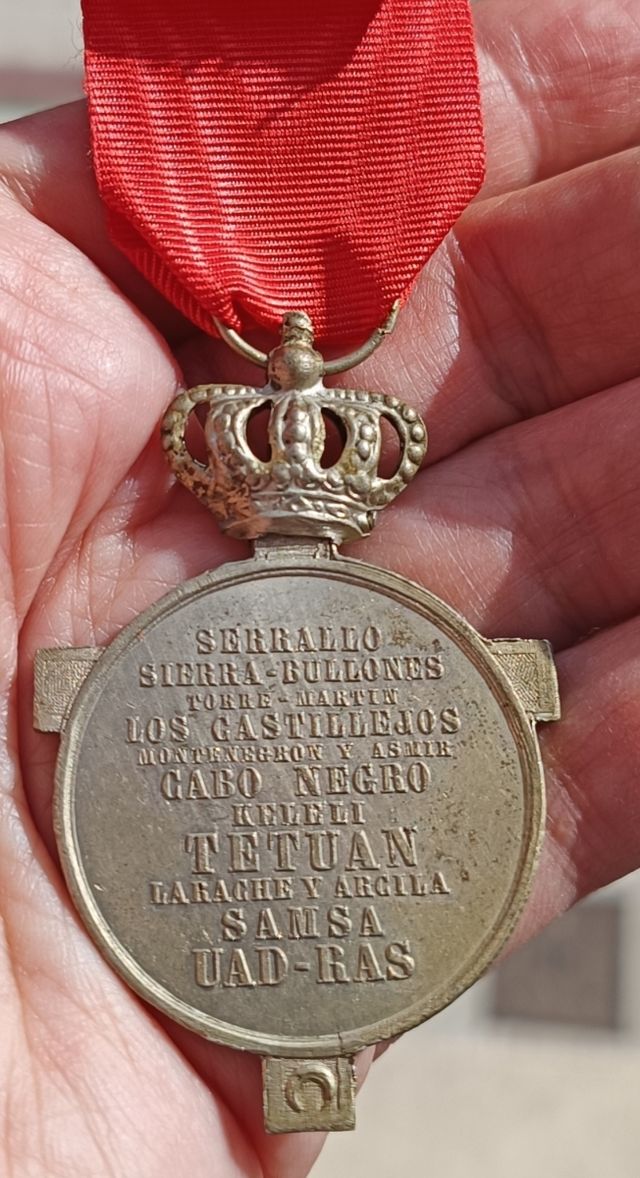 SERRALLO
SIERRA-BULLONES
TORRE-MARTIN
LOS CASTILLEJOS
MONTENEGRON Y ASMIR
CABO NEGRO
KELELI
TETUAN
LARACHE Y ARCILA
SAMSA
UAD-RAS